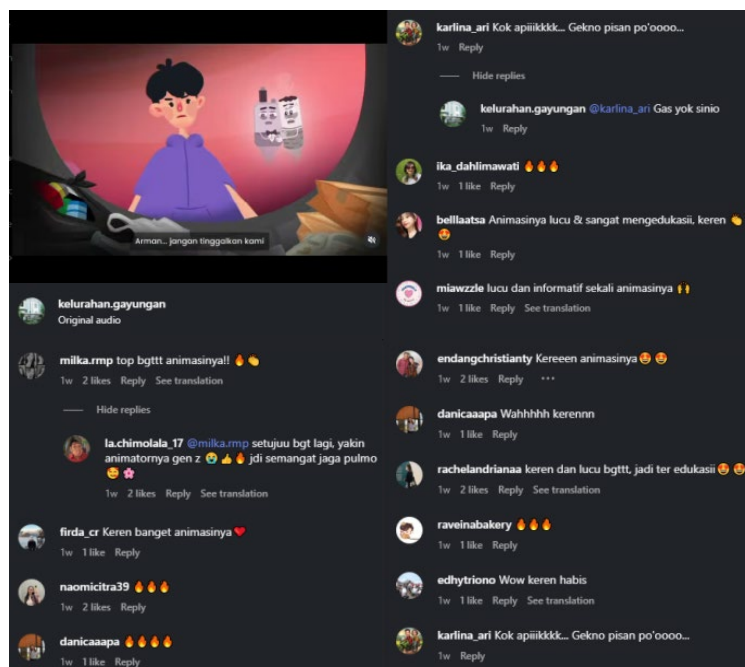 Arman... jangan tinggalkan kami
kelurahan.gayungan
Original audio
milka.rmp top bgttt animasinya!! 🔥👏
1w 2 likes Reply See translation
Hide replies
la.chimolala_17 @milka.rmp setujuu bgt lagi, yakin
animatornya gen z 😭👍🔥 jdi semangat jaga pulmo
🥰🌸
1w 2 likes Reply See translation
firda_cr Keren banget animasinya❤️
1w 1 like Reply
naomicitra39 🔥🔥🔥
1w 2 likes Reply
danicaaapa 🔥🔥🔥🔥
1w 1 like Reply
karlina_ari Kok apiiikkkk... Gekno pisan po'oooo...
1w Reply
Hide replies
kelurahan.gayungan @karlina_ari Gas yok sinio
1w Reply
ika_dahlimawati 🔥🔥🔥
1w 1 like Reply
belllaatsa Animasinya lucu & sangat mengedukasii, keren 👏
😍
1w 1 like Reply
miawzzle lucu dan informatif sekali animasinya 🙌
1w 1 like Reply See translation
endangchristianty Kereeen animasinya😍😍
1w 2 likes Reply •••
danicaaapa Wahhhhh kerennn
1w 1 like Reply
rachelandrianaa keren dan lucu bgttt, jadi ter edukasii😍😍
1w 2 likes Reply See translation
raveinabakery 🔥🔥🔥
1w 1 like Reply
edhytriono Wow keren habis
1w 1 like Reply See translation
karlina_ari Kok apiiikkkk... Gekno pisan po'oooo...
1w Reply